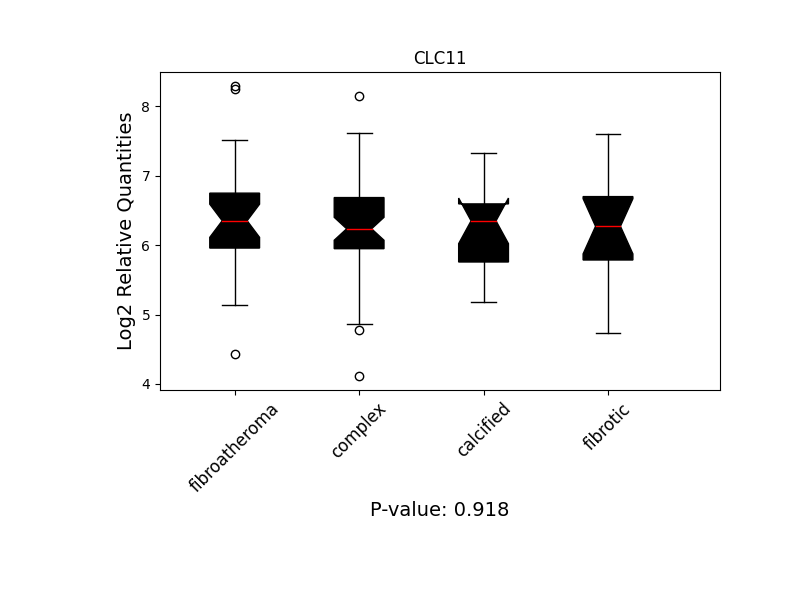 CLC11
Log2 Relative Quantities
8
7
6
5
4
fibroatheroma
complex
calcified
fibrotic
P-value: 0.918